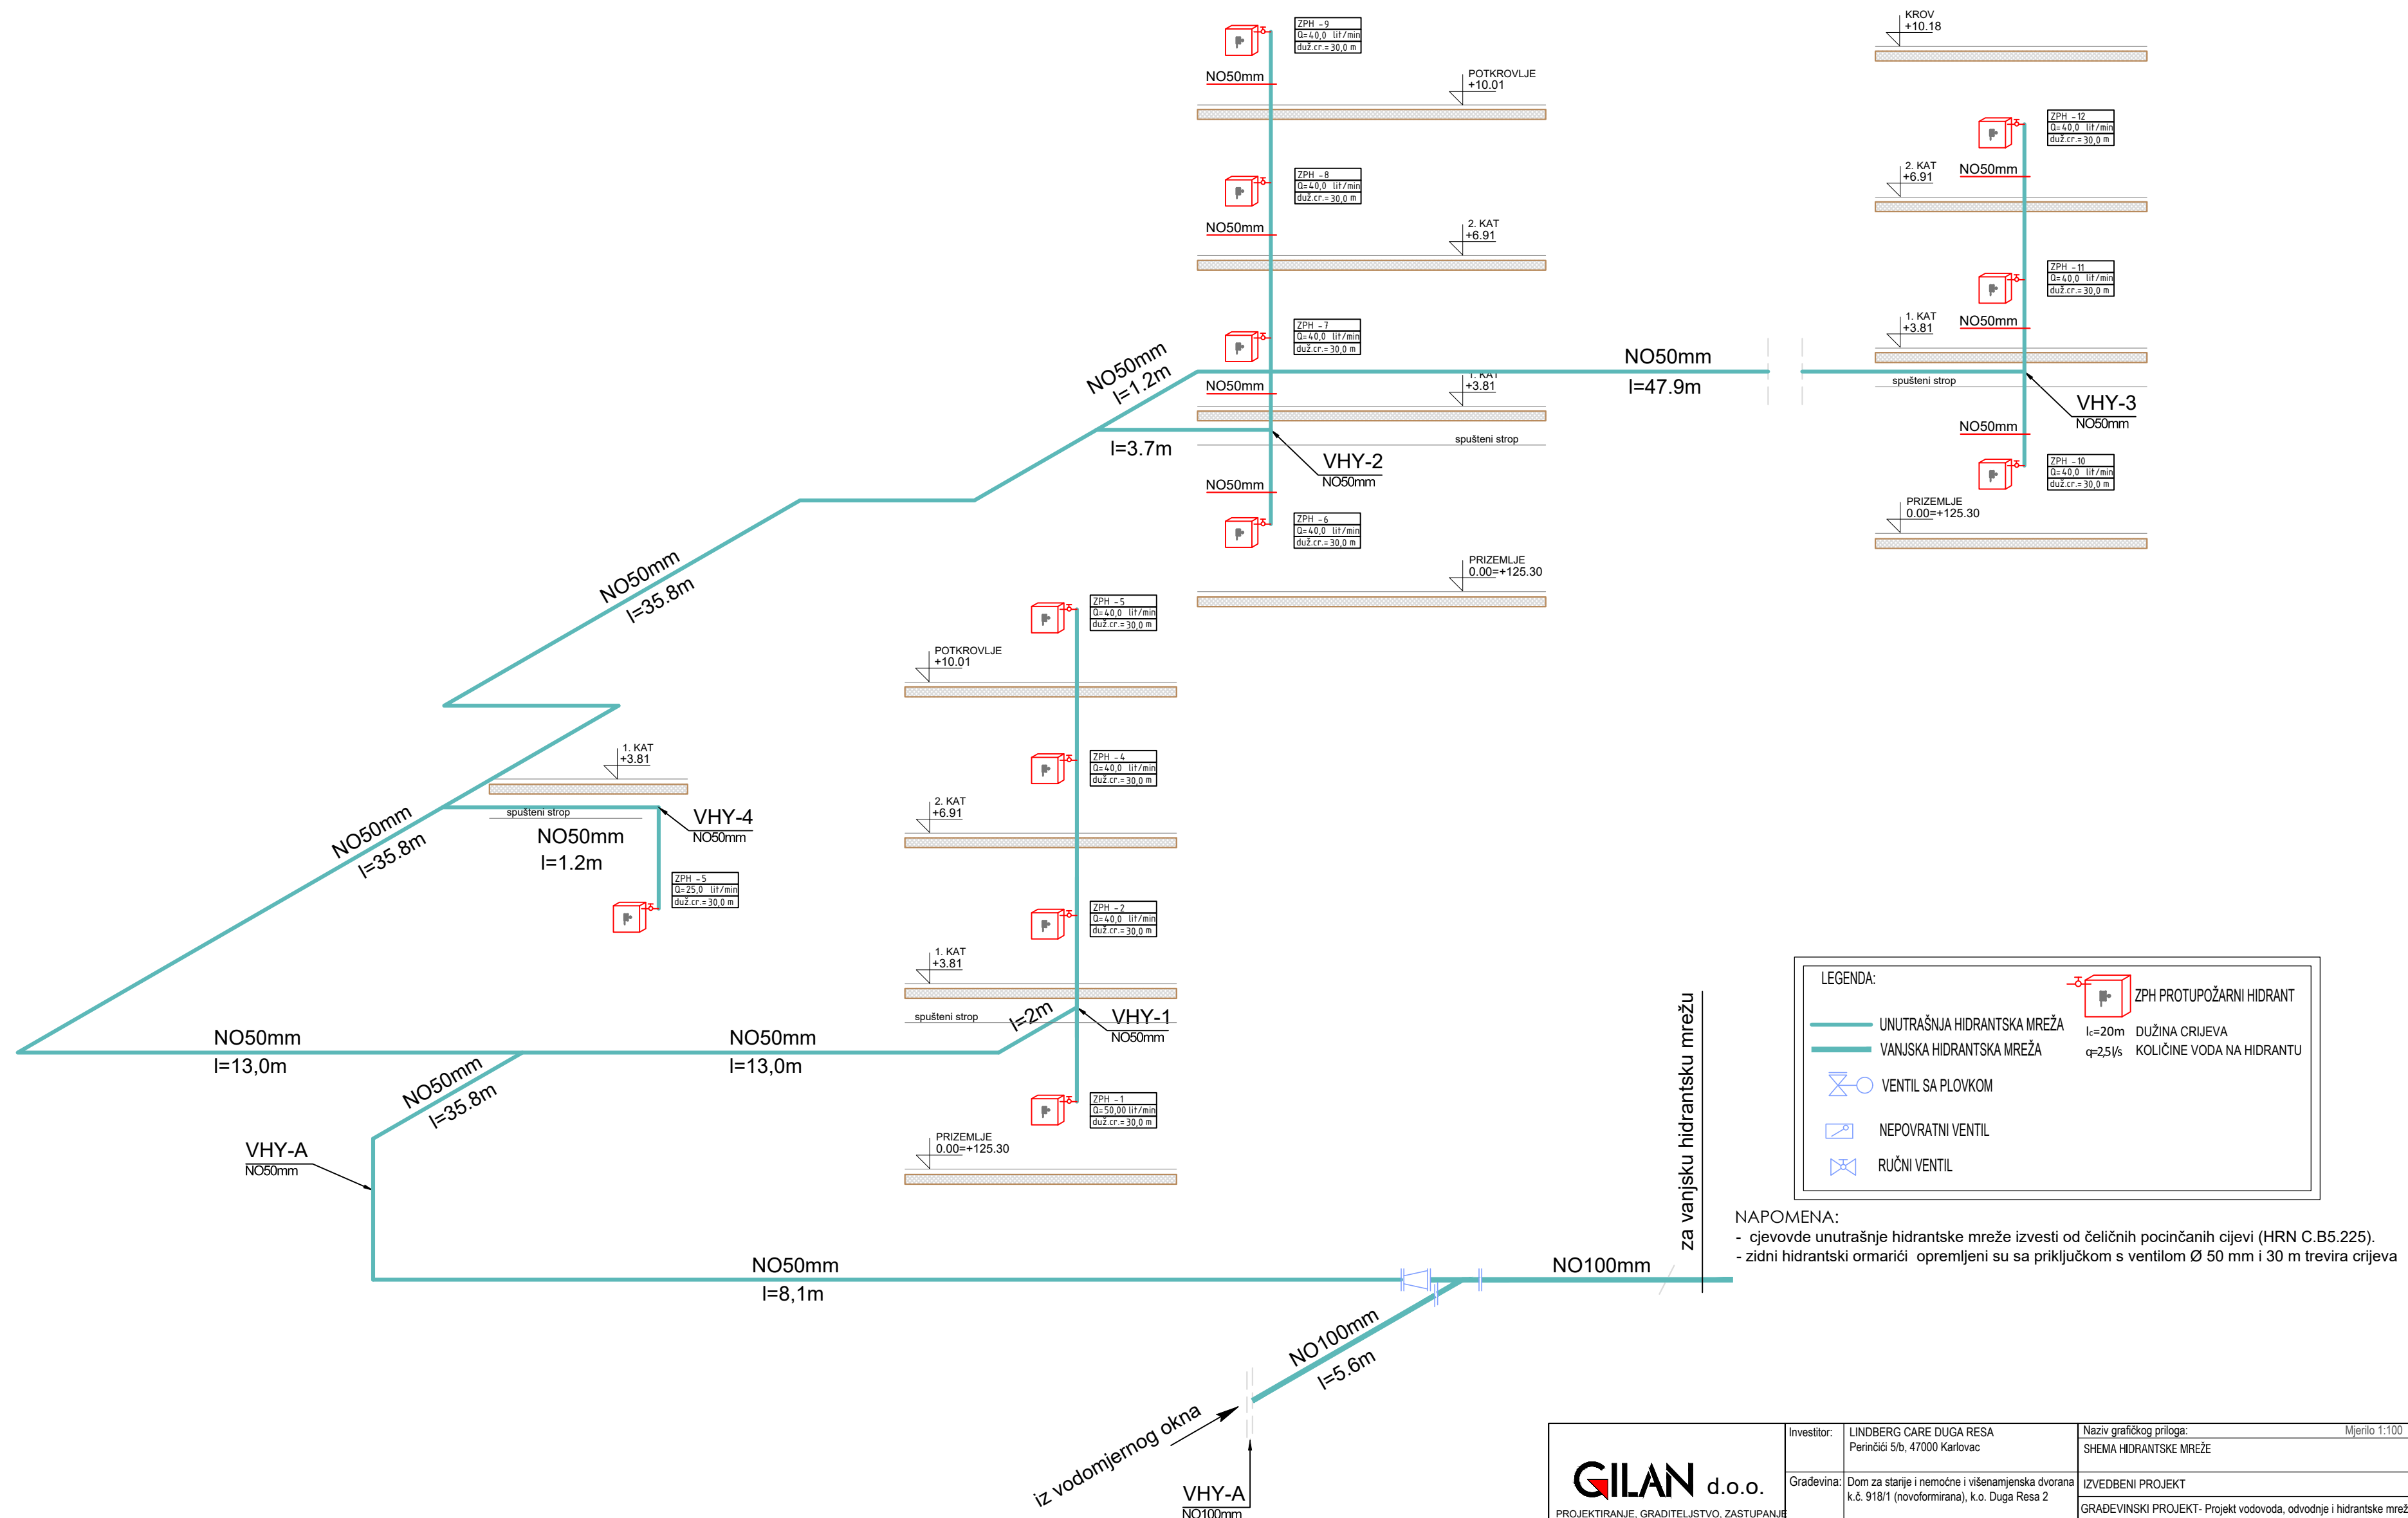 ZPH - 9
Q=40,0 lit/min
duž.cr.= 30,0 m
NO50mm
POTKROVLJE
+10.01
ZPH - 8
Q=40,0 lit/min
duž.cr.= 30,0 m
NO50mm
2. KAT
+6.91
ZPH - 7
Q=40,0 lit/min
duž.cr.= 30,0 m
NO50mm
1. KAT
+3.81
spušteni strop
VHY-2
NO50mm
NO50mm
ZPH - 6
Q=40,0 lit/min
duž.cr.= 30,0 m
PRIZEMLJE
0.00=+125.30
KROV
+10.18
ZPH - 12
Q=40,0 lit/min
duž.cr.= 30,0 m
2. KAT
+6.91
NO50mm
ZPH - 11
Q=40,0 lit/min
duž.cr.= 30,0 m
1. KAT
+3.81
NO50mm
spušteni strop
VHY-3
NO50mm
NO50mm
ZPH - 10
Q=40,0 lit/min
duž.cr.= 30,0 m
PRIZEMLJE
0.00=+125.30
NO50mm
l=47.9m
NO50mm
l=1.2m
l=3.7m
NO50mm
l=35.8m
ZPH - 5
Q=40,0 lit/min
duž.cr.= 30,0 m
POTKROVLJE
+10.01
ZPH - 4
Q=40,0 lit/min
duž.cr.= 30,0 m
2. KAT
+6.91
ZPH - 2
Q=40,0 lit/min
duž.cr.= 30,0 m
1. KAT
+3.81
spušteni strop
l=2m
VHY-1
NO50mm
ZPH - 1
Q=50,00 lit/min
duž.cr.= 30,0 m
PRIZEMLJE
0.00=+125.30
1. KAT
+3.81
spušteni strop
VHY-4
NO50mm
NO50mm
l=1.2m
ZPH - 5
Q=25,0 lit/min
duž.cr.= 30,0 m
NO50mm
l=35.8m
NO50mm
l=13,0m
NO50mm
l=13,0m
NO50mm
l=35.8m
VHY-A
NO50mm
NO50mm
l=8,1m
NO100mm
za vanjsku hidrantsku mrežu
NO100mm
l=5.6m
iz vodomjernog okna
VHY-A
NO100mm
LEGENDA:
UNUTRAŠNJA HIDRANTSKA MREŽA
VANJSKA HIDRANTSKA MREŽA
VENTIL SA PLOVKOM
NEPOVRATNI VENTIL
RUČNI VENTIL
ZPH PROTUPOŽARNI HIDRANT
lc=20m DUŽINA CRIJEVA
q=2,5l/s KOLIČINE VODA NA HIDRANTU
NAPOMENA:
- cjevovde unutrašnje hidrantske mreže izvesti od čeličnih pocinčanih cijevi (HRN C.B5.225).
- zidni hidrantski ormarići opremljeni su sa priključkom s ventilom Ø 50 mm i 30 m trevira crijeva
GILAN d.o.o.
PROJEKTIRANJE, GRADITELJSTVO, ZASTUPANJE
Investitor: LINDBERG CARE DUGA RESA
Perinčići 5/b, 47000 Karlovac
Građevina: Dom za starije i nemoćne i višenamjenska dvorana
k.č. 918/1 (novoformirana), k.o. Duga Resa 2
Naziv grafičkog priloga: Mjerilo 1:100
SHEMA HIDRANTSKE MREŽE
IZVEDBENI PROJEKT
GRAĐEVINSKI PROJEKT- Projekt vodovoda, odvodnje i hidrantske mrež